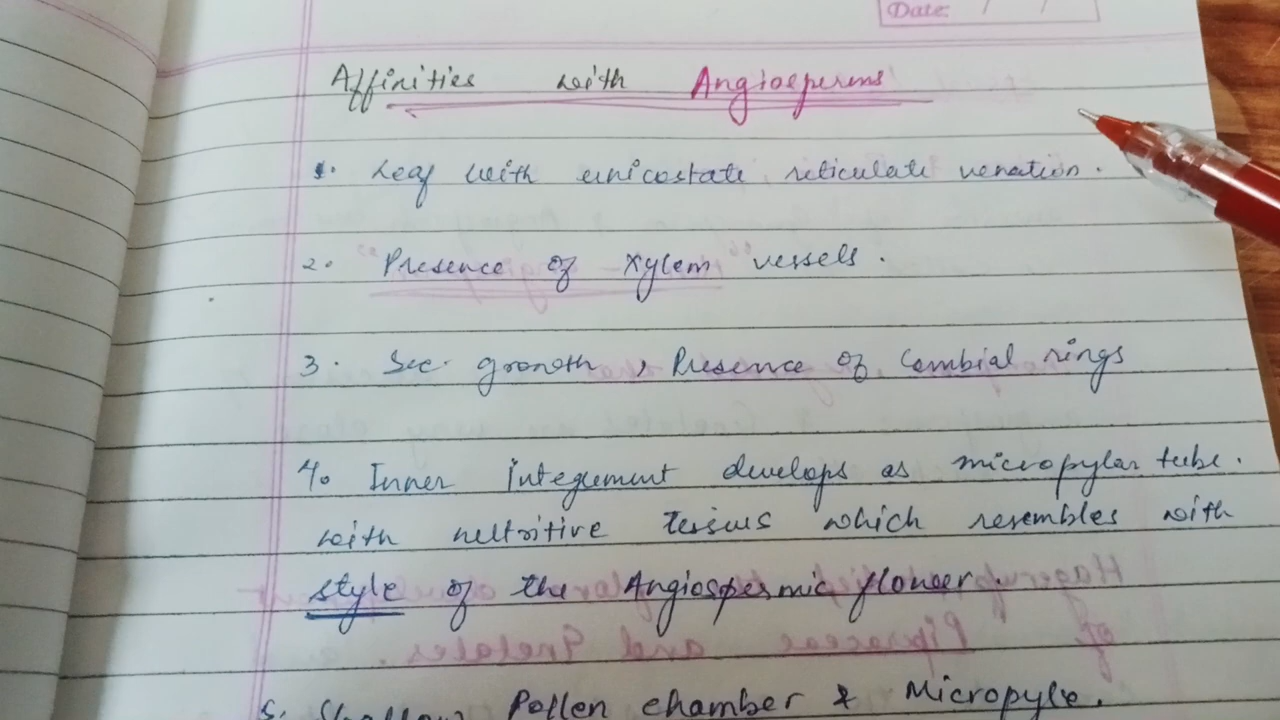 Date: / /
Affinities with Angiosperms
1. Leaf with unicostate reticulate venation.
2. Presence of Xylem vessels.
3. Sec. growth, Presence of Cambial rings
4. Inner integument develops as micropylar tube.
with nutritive tissues which resembles with
style of the Angiospermic flower.
5. Shallow Pollen chamber & Micropyle.